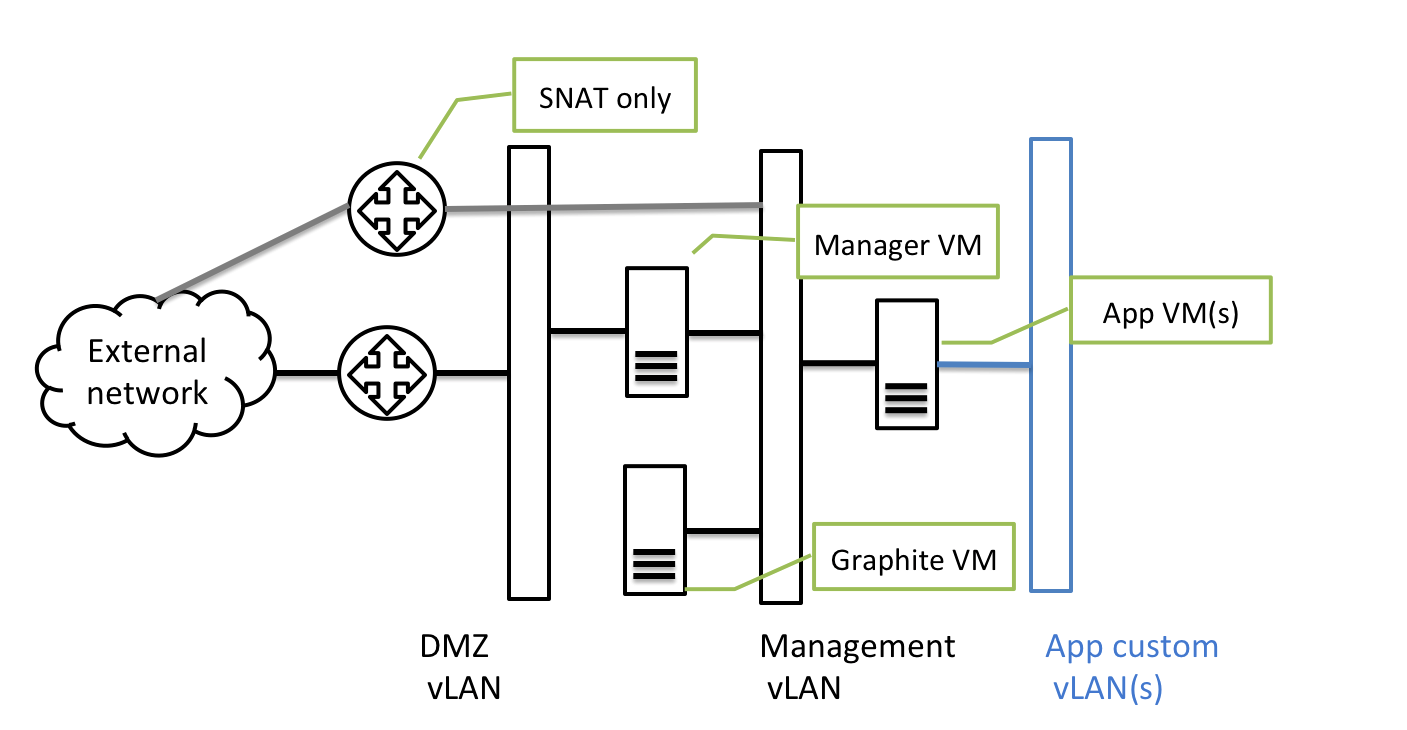 SNAT only
Manager VM
App VM(s)
External
network
Graphite VM
DMZ
vLAN
Management
vLAN
App custom
vLAN(s)